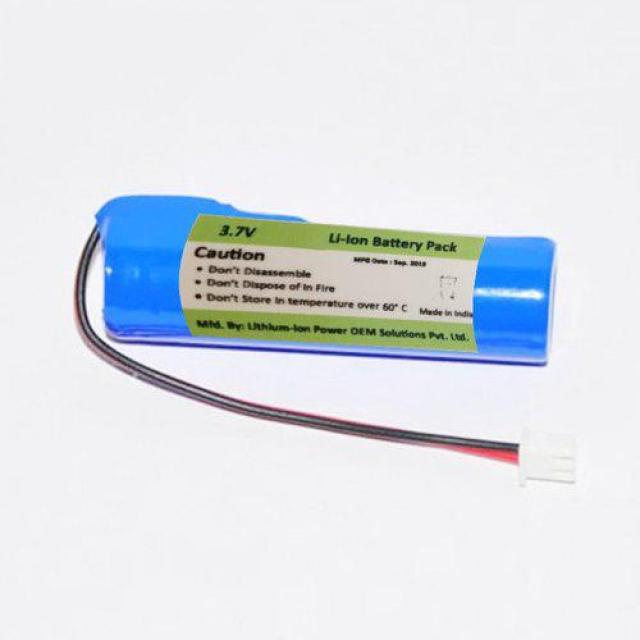 3.7V Li-Ion Battery Pack
Caution
MFG Date : Sep. 2015
• Don't Disassemble
• Don't Dispose of In Fire
• Don't Store In temperature over 60° C
Made in India
Mfd. By: Lithium-Ion Power OEM Solutions Pvt. Ltd.